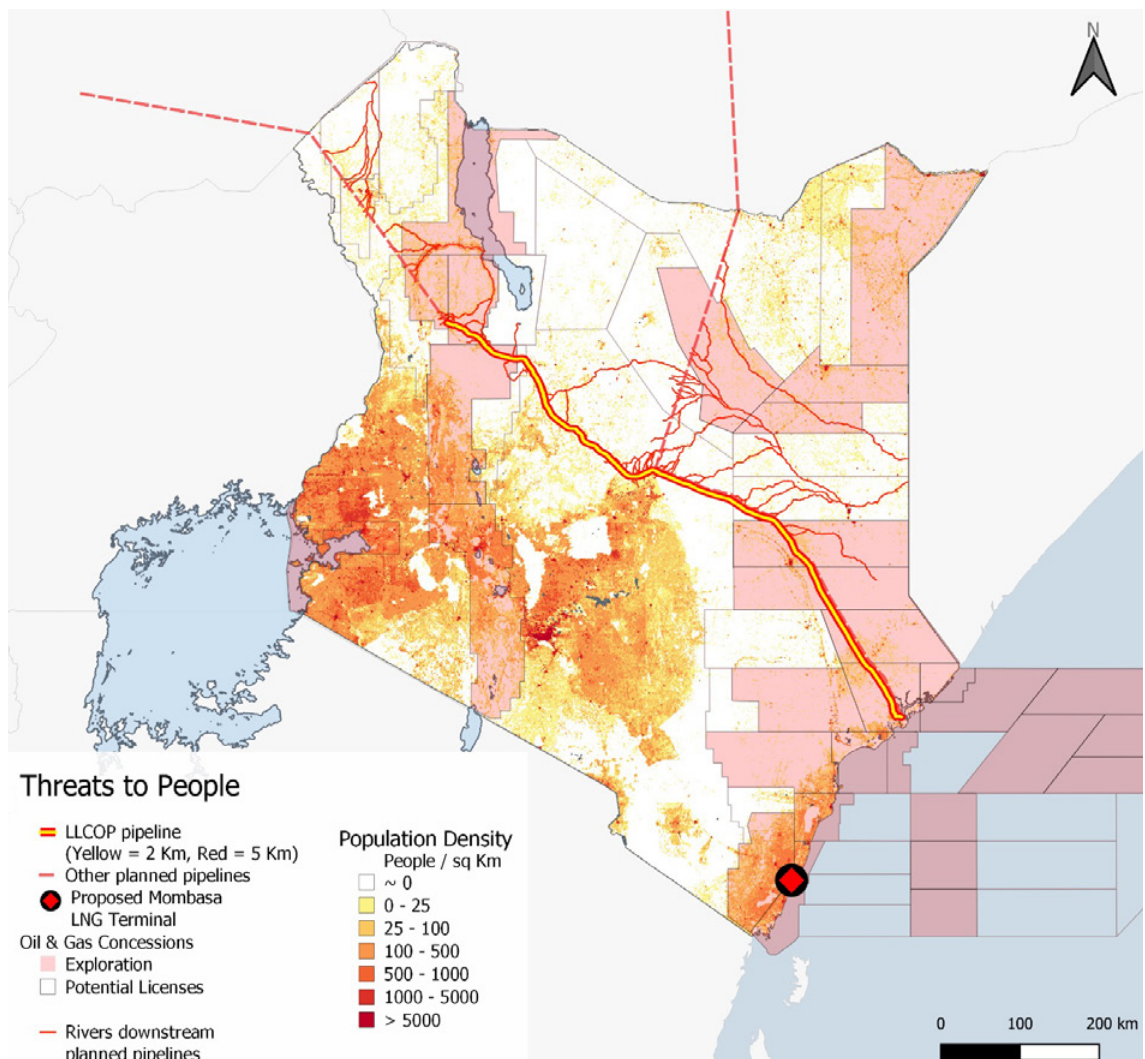 N
Threats to People
LLCOP pipeline
(Yellow = 2 Km, Red = 5 Km)
Other planned pipelines
Proposed Mombasa
LNG Terminal
Oil & Gas Concessions
Exploration
Potential Licenses
Rivers downstream
planned pipelines
Population Density
People / sq Km
~ 0
0 - 25
25 - 100
100 - 500
500 - 1000
1000 - 5000
> 5000
0 100 200 km